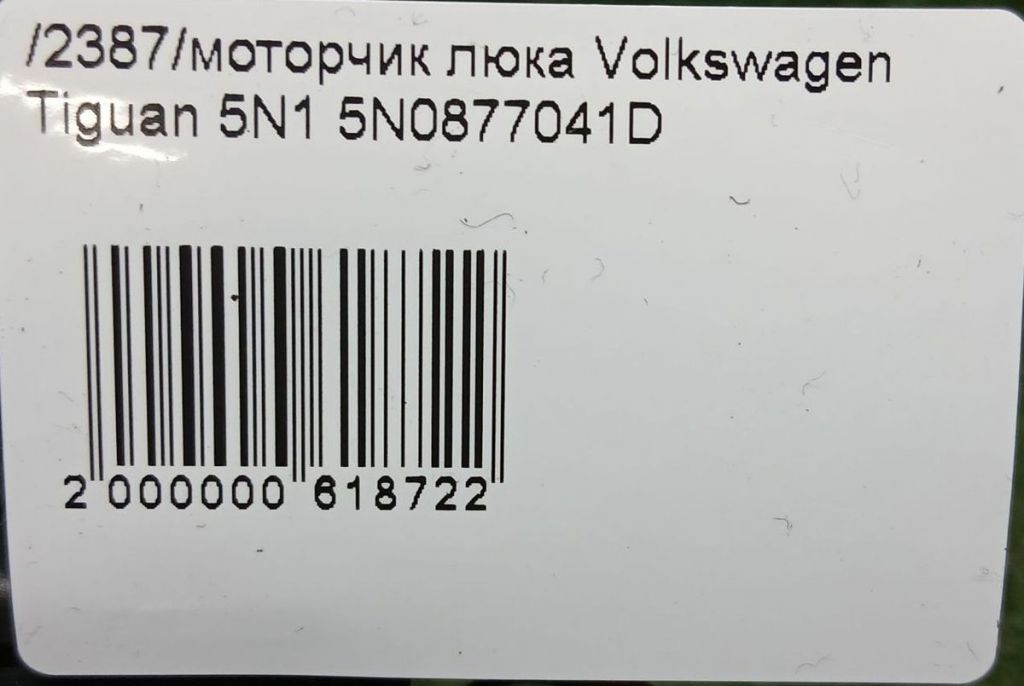 /2387/моторчик люка Volkswagen
Tiguan 5N1 5N0877041D
2 000000 618722